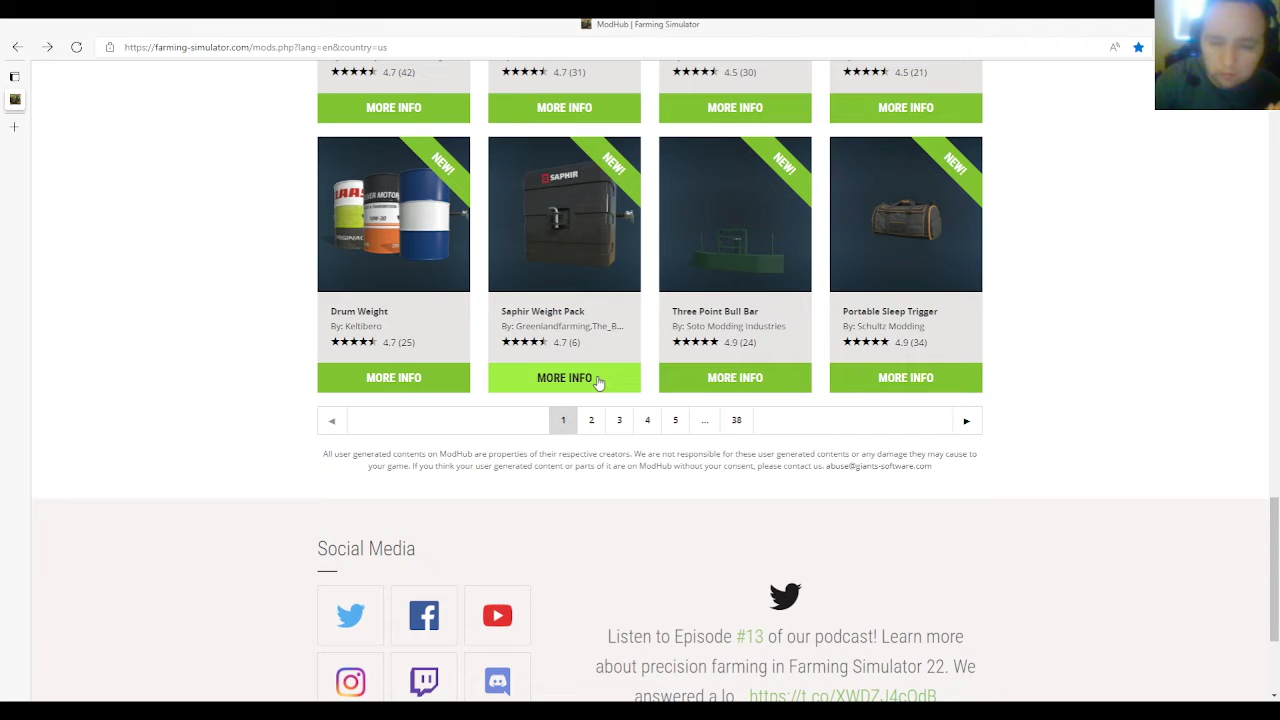 ModHub | Farming Simulator
https://farming-simulator.com/mods.php?lang=en&country=us
4.7 (42)
4.7 (31)
4.5 (30)
4.5 (21)
MORE INFO
MORE INFO
MORE INFO
MORE INFO
NEW!
NEW!
NEW!
NEW!
SAPHIR
Drum Weight
By: Keltibero
4.7 (25)
MORE INFO
Saphir Weight Pack
By: Greenlandfarming,The_B...
4.7 (6)
MORE INFO
Three Point Bull Bar
By: Soto Modding Industries
4.9 (24)
MORE INFO
Portable Sleep Trigger
By: Schultz Modding
4.9 (34)
MORE INFO
1 2 3 4 5 ... 38
All user generated contents on ModHub are properties of their respective creators. We are not responsible for these user generated contents or any damage they may cause to
your game. If you think your user generated content or parts of it are on ModHub without your consent, please contact us. abuse@giants-software.com
Social Media
Listen to Episode #13 of our podcast! Learn more
about precision farming in Farming Simulator 22. We
answered a lo... https://t.co/XWDZJ4cOdB